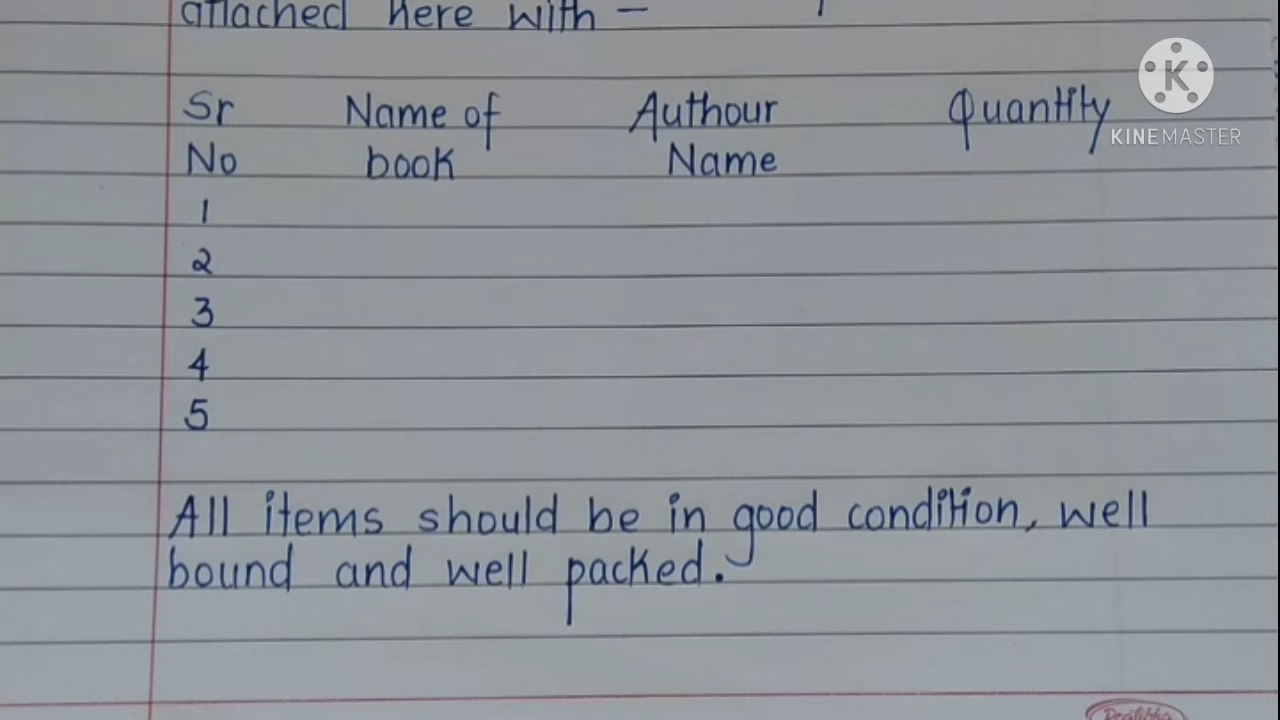 attached here with –
Sr Name of Authour Quantity
No book Name
1
2
3
4
5
All items should be in good condition, well
bound and well packed.
K
KINEMASTER